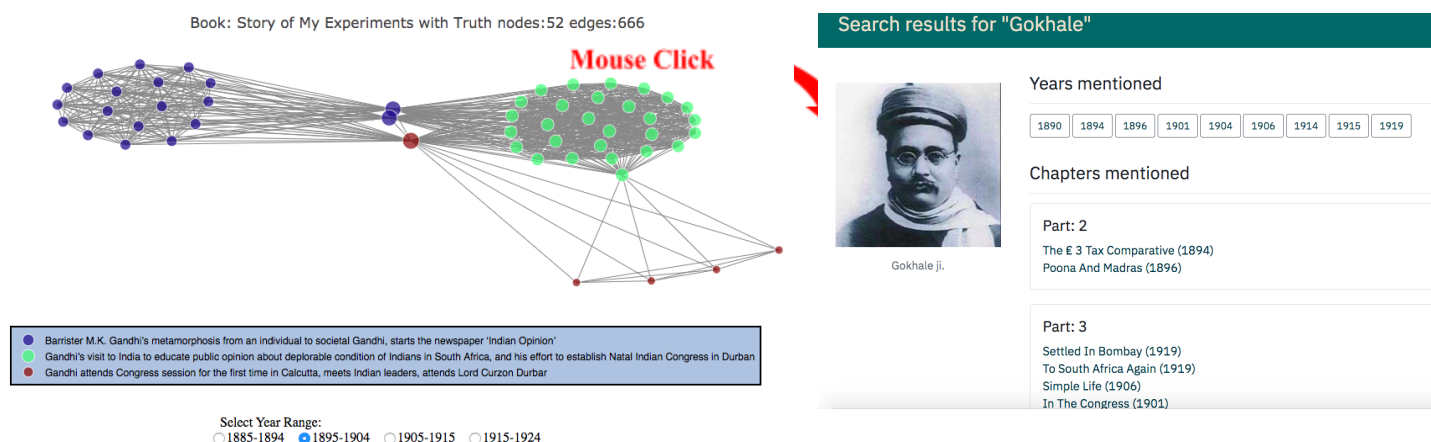 Book: Story of My Experiments with Truth nodes:52 edges:666
Mouse Click
Barrister M.K. Gandhi's metamorphosis from an individual to societal Gandhi, starts the newspaper 'Indian Opinion'
Gandhi's visit to India to educate public opinion about deplorable condition of Indians in South Africa, and his effort to establish Natal Indian Congress in Durban
Gandhi attends Congress session for the first time in Calcutta, meets Indian leaders, attends Lord Curzon Durbar
Select Year Range:
1885-1894 1895-1904 1905-1915 1915-1924
Search results for "Gokhale"
Gokhale ji.
Years mentioned
1890 1894 1896 1901 1904 1906 1914 1915 1919
Chapters mentioned
Part: 2
The ₤ 3 Tax Comparative (1894)
Poona And Madras (1896)
Part: 3
Settled In Bombay (1919)
To South Africa Again (1919)
Simple Life (1906)
In The Congress (1901)